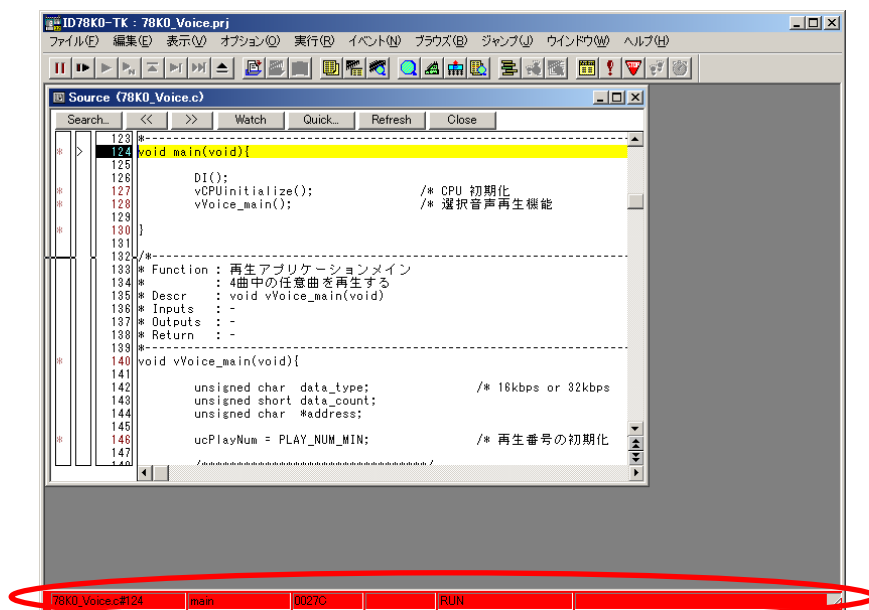 ID78K0-TK : 78K0_Voice.prj
ファイル(F) 編集(E) 表示(V) オプション(O) 実行(R) イベント(N) ブラウズ(B) ジャンプ(J) ウインドウ(W) ヘルプ(H)
Source (78K0_Voice.c)
Search... << >> Watch Quick... Refresh Close
123 *----------------------------------------------------------------
* > 124 void main(void){
125
126 DI();
* 127 vCPUinitialize(); /* CPU 初期化
* 128 vVoice_main(); /* 選択音声再生機能
129
* 130 }
131
132 /*----------------------------------------------------------------
133 * Function : 再生アプリケーションメイン
134 * : 4曲中の任意曲を再生する
135 * Descr : void vVoice_main(void)
136 * Inputs : -
137 * Outputs : -
138 * Return : -
139 *----------------------------------------------------------------
* 140 void vVoice_main(void){
141
142 unsigned char data_type; /* 16kbps or 32kbps
143 unsigned short data_count;
144 unsigned char *address;
145
* 146 ucPlayNum = PLAY_NUM_MIN; /* 再生番号の初期化
147
78K0_Voice.c#124 main 0027C RUN